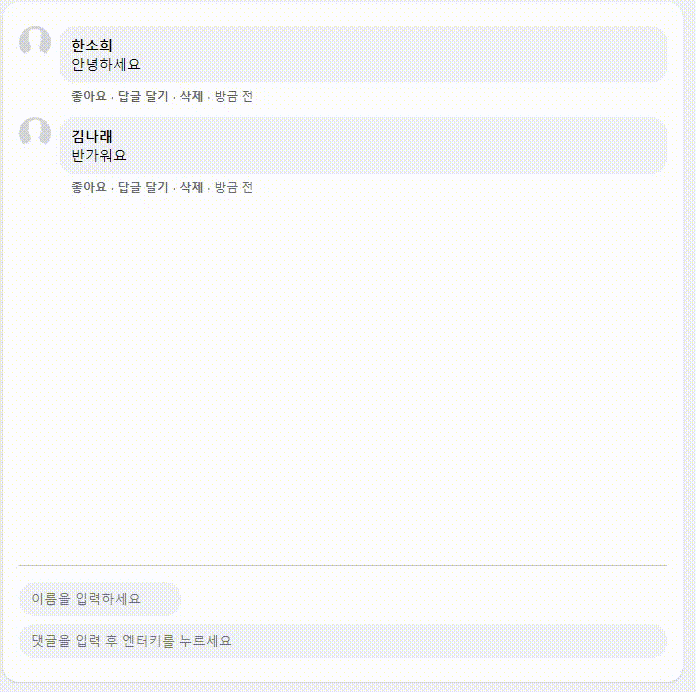 한소희
안녕하세요
좋아요 · 답글 달기 · 삭제 · 방금 전
김나래
반가워요
좋아요 · 답글 달기 · 삭제 · 방금 전
이름을 입력하세요
댓글을 입력 후 엔터키를 누르세요